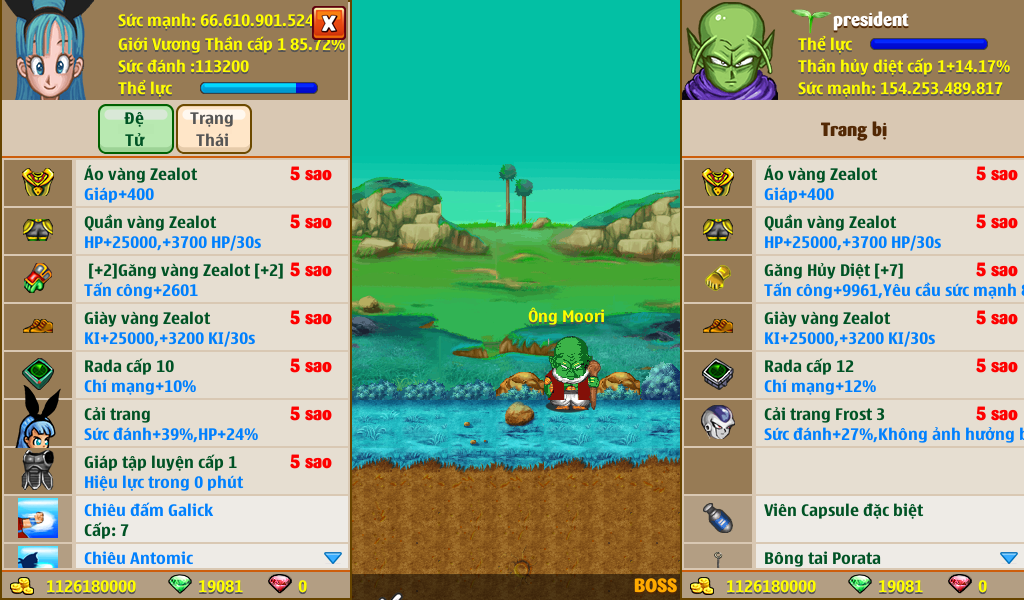 Sức mạnh: 66.610.901.524
X
Giới Vương Thần cấp 1 85.72%
Sức đánh :113200
Thể lực
Đệ
Tử
Trạng
Thái
Áo vàng Zealot
5 sao
Giáp+400
Quần vàng Zealot
5 sao
HP+25000,+3700 HP/30s
[+2]Găng vàng Zealot [+2]
5 sao
Tấn công+2601
Giày vàng Zealot
5 sao
KI+25000,+3200 KI/30s
Rada cấp 10
5 sao
Chí mạng+10%
Cải trang
5 sao
Sức đánh+39%,HP+24%
Giáp tập luyện cấp 1
5 sao
Hiệu lực trong 0 phút
Chiêu đấm Galick
Cấp: 7
Chiêu Antomic
1126180000
19081
0
Ông Moori
BOSS
president
Thể lực
Thần hủy diệt cấp 1+14.17%
Sức mạnh: 154.253.489.817
Trang bị
Áo vàng Zealot
5 sao
Giáp+400
Quần vàng Zealot
5 sao
HP+25000,+3700 HP/30s
Găng Hủy Diệt [+7]
5 sao
Tấn công+9961,Yêu cầu sức mạnh 8
Giày vàng Zealot
5 sao
KI+25000,+3200 KI/30s
Rada cấp 12
5 sao
Chí mạng+12%
Cải trang Frost 3
5 sao
Sức đánh+27%,Không ảnh hưởng b
Viên Capsule đặc biệt
Bông tai Porata
1126180000
19081
0